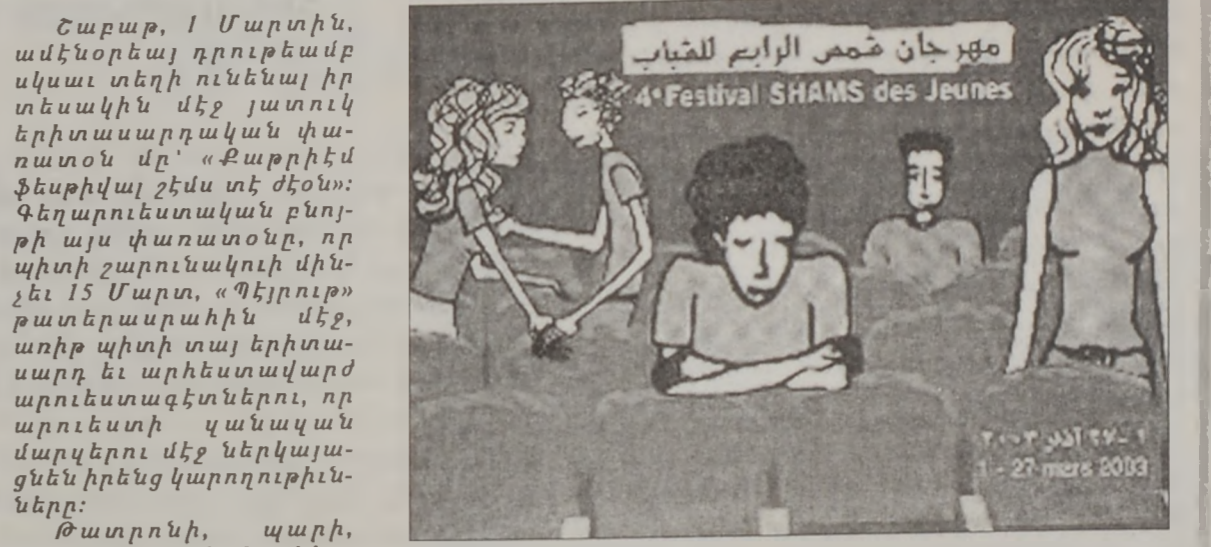 Շաբաթ, 1 Մարտին,
ամէնօրեայ դրութեամբ
սկսաւ տեղի ունենալ իր
տեսակին մէջ յատուկ
երիտասարդական փա-
ռատօն մը՝ «Քաթրիէմ
ֆեսթիվալ շէմս տէ ժէօն»:
Գեղարուեստական բնոյ-
թի այս փառատօնը, որ
պիտի շարունակուի մին-
չեւ 15 Մարտ, «Պէյրութ»
թատերասրահին մէջ,
առիթ պիտի տայ երիտա-
սարդ եւ արհեստավարժ
արուեստագէտներու, որ
արուեստի զանազան
մարզերու մէջ ներկայա-
ցնեն իրենց կարողութիւն-
ները:
Թատրոնի, պարի,
مهرجان شمس الرابع للشباب
4e Festival SHAMS des Jeunes
١ - ٢٧ آذار ٢٠٠٣
1 - 27 mars 2003